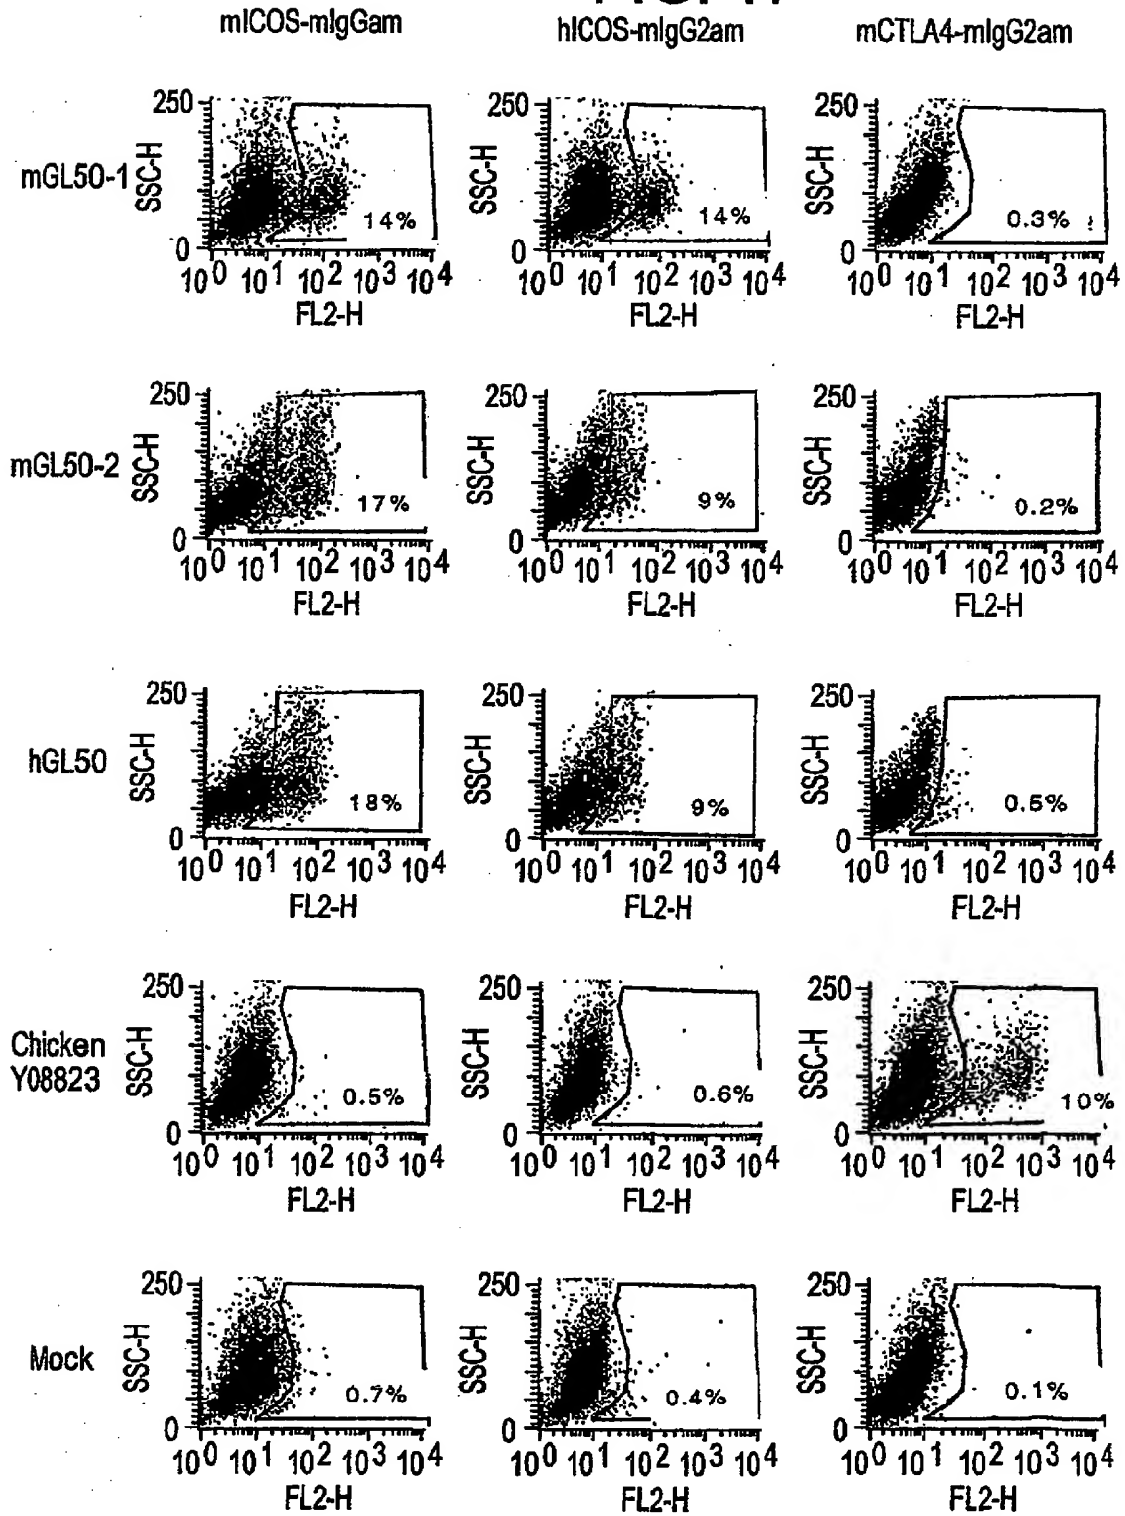 mICOS-mIgGam hICOS-mIgG2am mCTLA4-mIgG2am
mGL50-1
SSC-H 250 0 14% 10^0 10^1 10^2 10^3 10^4 FL2-H
SSC-H 250 0 14% 10^0 10^1 10^2 10^3 10^4 FL2-H
SSC-H 250 0 0.3% 10^0 10^1 10^2 10^3 10^4 FL2-H
mGL50-2
SSC-H 250 0 17% 10^0 10^1 10^2 10^3 10^4 FL2-H
SSC-H 250 0 9% 10^0 10^1 10^2 10^3 10^4 FL2-H
SSC-H 250 0 0.2% 10^0 10^1 10^2 10^3 10^4 FL2-H
hGL50
SSC-H 250 0 18% 10^0 10^1 10^2 10^3 10^4 FL2-H
SSC-H 250 0 9% 10^0 10^1 10^2 10^3 10^4 FL2-H
SSC-H 250 0 0.5% 10^0 10^1 10^2 10^3 10^4 FL2-H
Chicken
Y08823
SSC-H 250 0 0.5% 10^0 10^1 10^2 10^3 10^4 FL2-H
SSC-H 250 0 0.6% 10^0 10^1 10^2 10^3 10^4 FL2-H
SSC-H 250 0 10% 10^0 10^1 10^2 10^3 10^4 FL2-H
Mock
SSC-H 250 0 0.7% 10^0 10^1 10^2 10^3 10^4 FL2-H
SSC-H 250 0 0.4% 10^0 10^1 10^2 10^3 10^4 FL2-H
SSC-H 250 0 0.1% 10^0 10^1 10^2 10^3 10^4 FL2-H